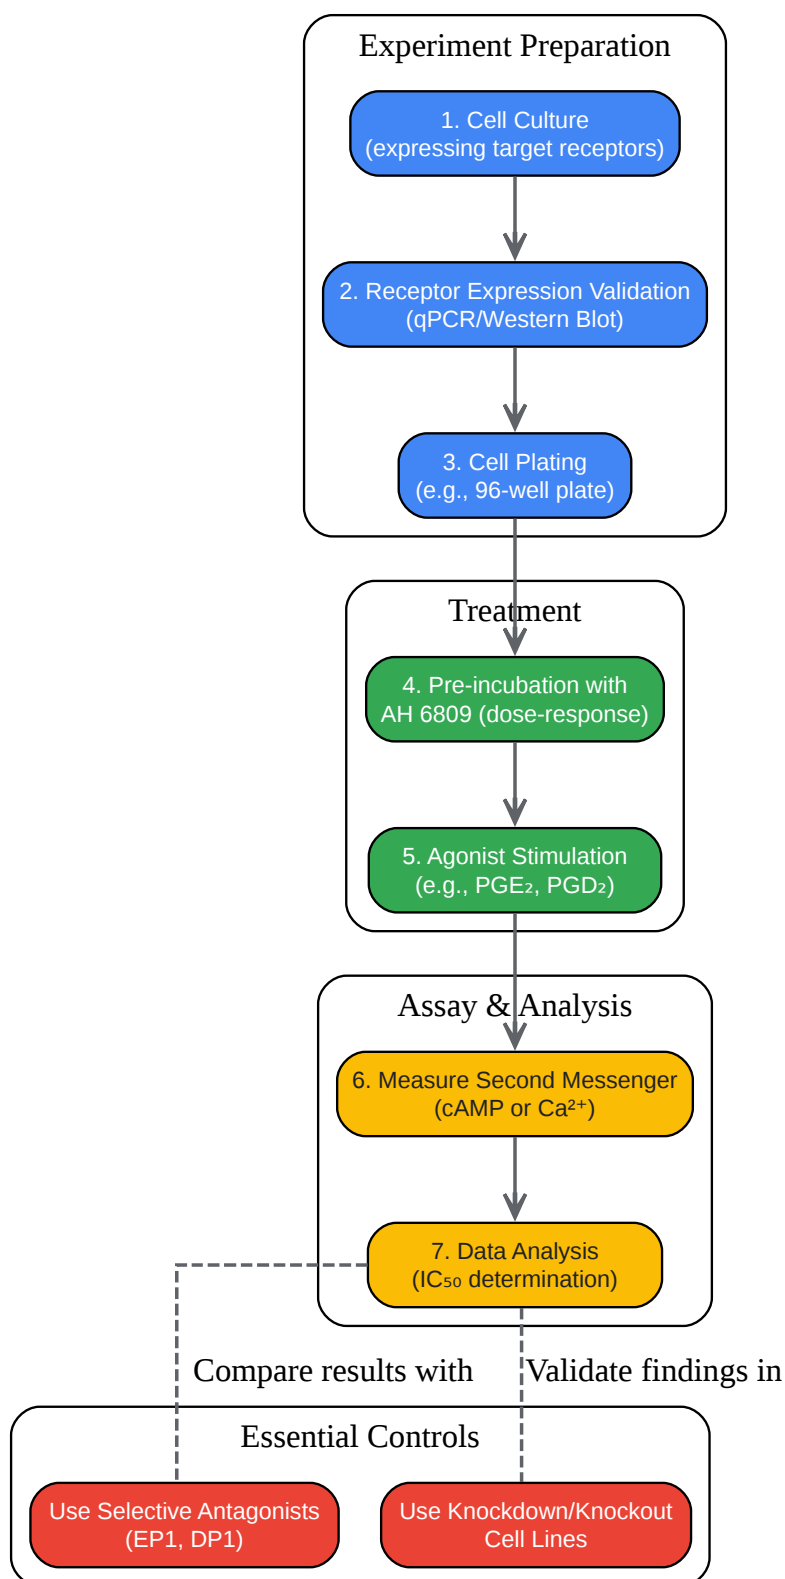 Experiment Preparation
1. Cell Culture
(expressing target receptors)
2. Receptor Expression Validation
(qPCR/Western Blot)
3. Cell Plating
(e.g., 96-well plate)
Treatment
4. Pre-incubation with
AH 6809 (dose-response)
5. Agonist Stimulation
(e.g., PGE₂, PGD₂)
Assay & Analysis
6. Measure Second Messenger
(cAMP or Ca²⁺)
7. Data Analysis
(IC₅₀ determination)
Compare results with
Validate findings in
Essential Controls
Use Selective Antagonists
(EP1, DP1)
Use Knockdown/Knockout
Cell Lines